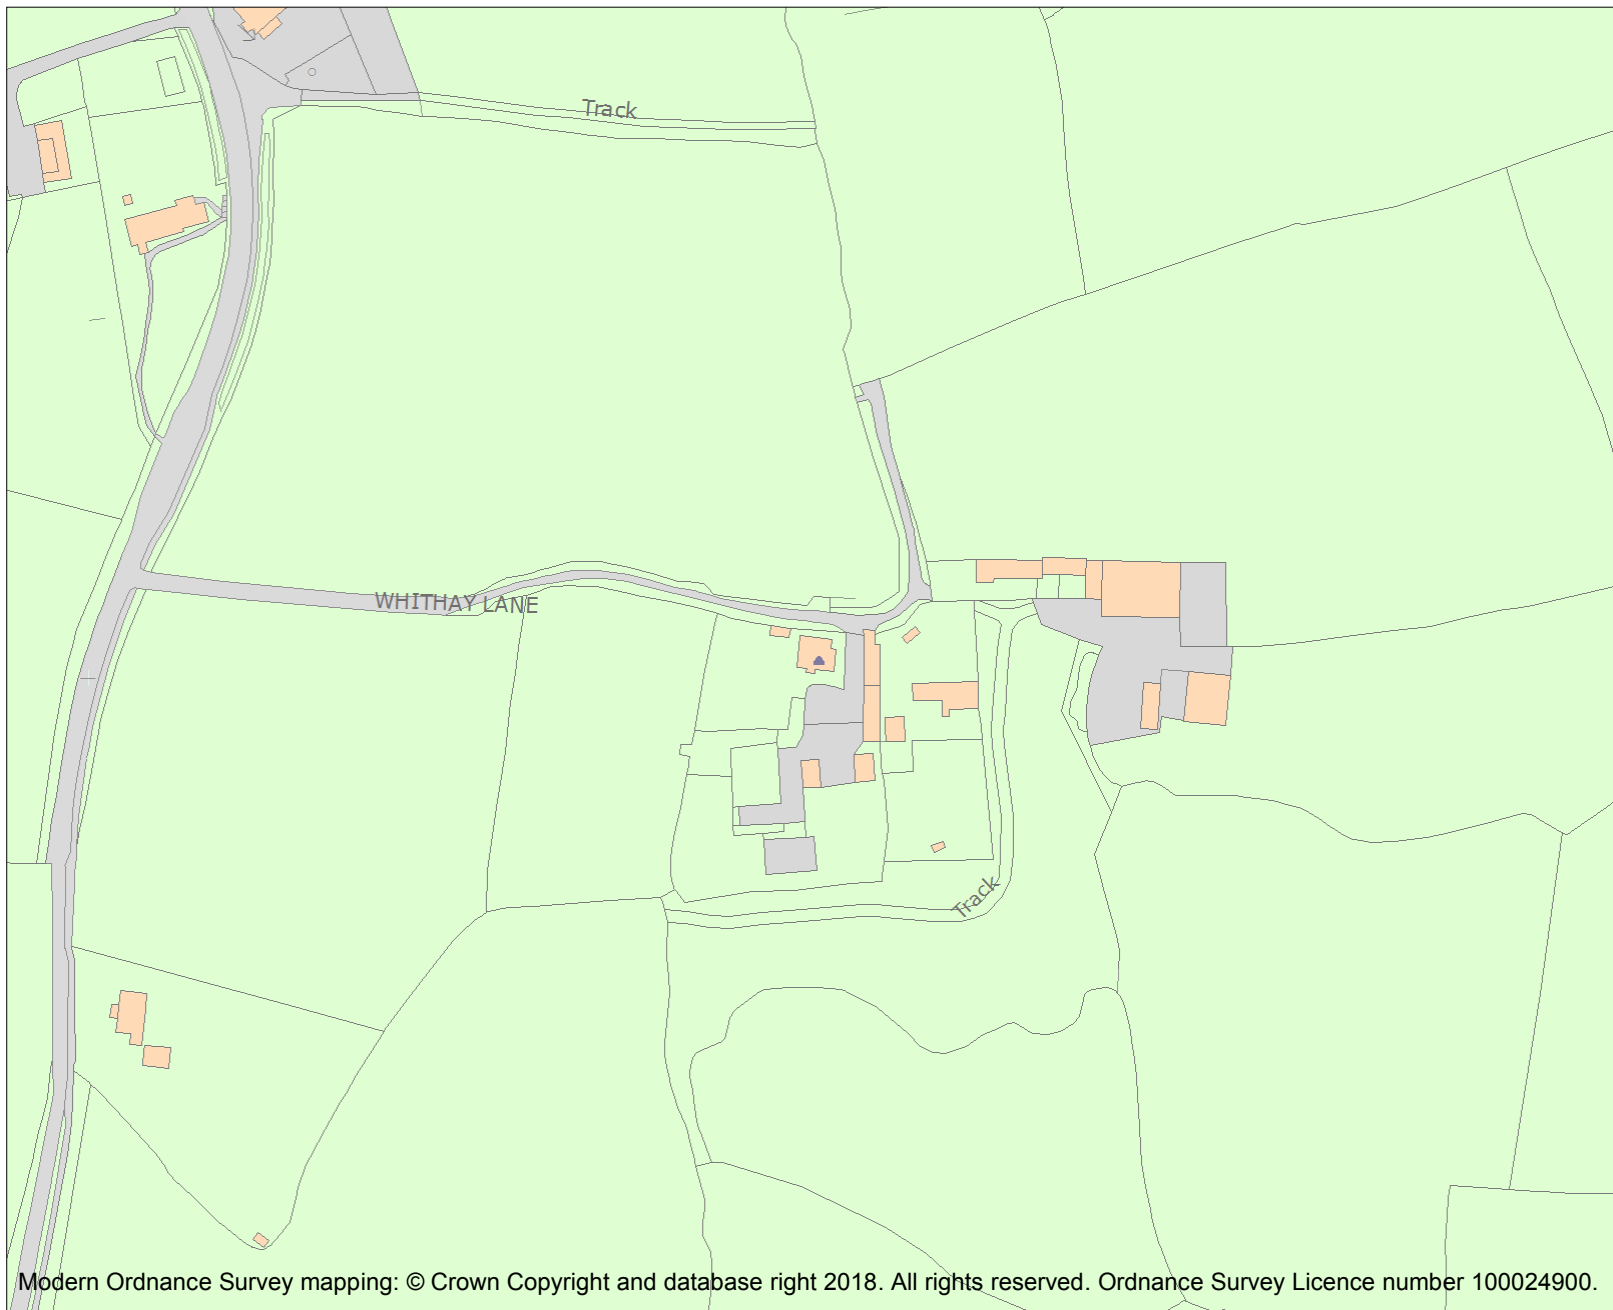 Track
WHITHAY LANE
Track
Modern Ordnance Survey mapping: © Crown Copyright and database right 2018. All rights reserved. Ordnance Survey Licence number 100024900.